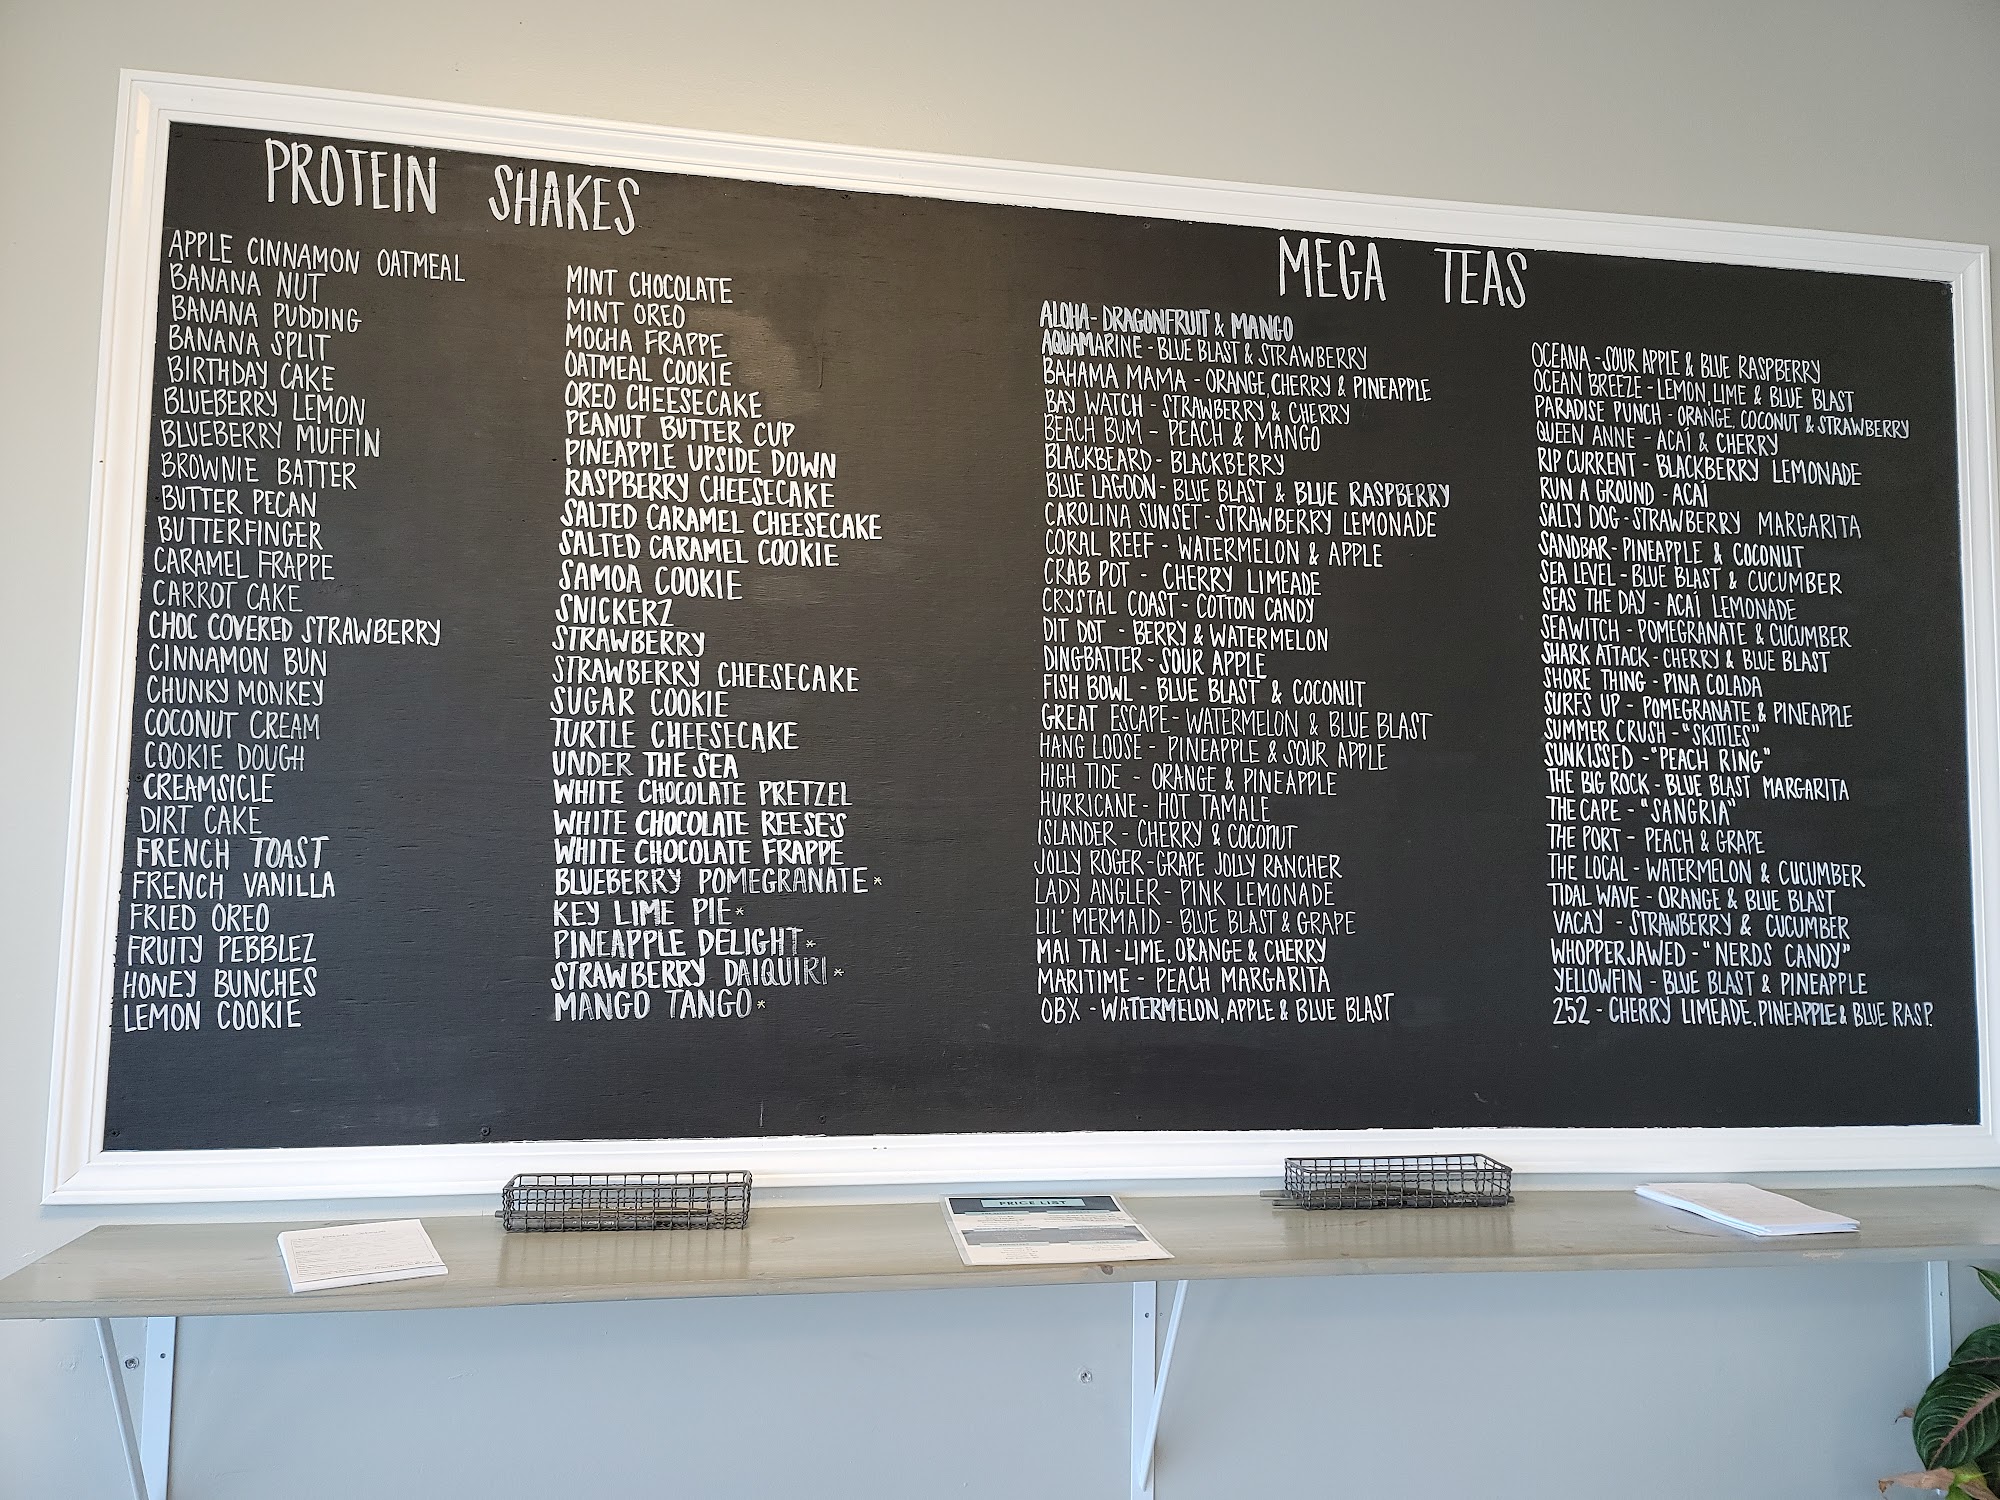 PROTEIN SHAKES
APPLE CINNAMON OATMEAL
BANANA NUT
BANANA PUDDING
BANANA SPLIT
BIRTHDAY CAKE
BLUEBERRY LEMON
BLUEBERRY MUFFIN
BROWNIE BATTER
BUTTER PECAN
BUTTERFINGER
CARAMEL FRAPPE
CARROT CAKE
CHOC COVERED STRAWBERRY
CINNAMON BUN
CHUNKY MONKEY
COCONUT CREAM
COOKIE DOUGH
CREAMSICLE
DIRT CAKE
FRENCH TOAST
FRENCH VANILLA
FRIED OREO
FRUITY PEBBLEZ
HONEY BUNCHES
LEMON COOKIE
MINT CHOCOLATE
MINT OREO
MOCHA FRAPPE
OATMEAL COOKIE
OREO CHEESECAKE
PEANUT BUTTER CUP
PINEAPPLE UPSIDE DOWN
RASPBERRY CHEESECAKE
SALTED CARAMEL CHEESECAKE
SALTED CARAMEL COOKIE
SAMOA COOKIE
SNICKERZ
STRAWBERRY
STRAWBERRY CHEESECAKE
SUGAR COOKIE
TURTLE CHEESECAKE
UNDER THE SEA
WHITE CHOCOLATE PRETZEL
WHITE CHOCOLATE REESE'S
WHITE CHOCOLATE FRAPPE
BLUEBERRY POMEGRANATE *
KEY LIME PIE *
PINEAPPLE DELIGHT *
STRAWBERRY DAIQUIRI *
MANGO TANGO *
MEGA TEAS
ALOHA - DRAGONFRUIT & MANGO
AQUAMARINE - BLUE BLAST & STRAWBERRY
BAHAMA MAMA - ORANGE, CHERRY & PINEAPPLE
BAY WATCH - STRAWBERRY & CHERRY
BEACH BUM - PEACH & MANGO
BLACKBEARD - BLACKBERRY
BLUE LAGOON - BLUE BLAST & BLUE RASPBERRY
CAROLINA SUNSET - STRAWBERRY LEMONADE
CORAL REEF - WATERMELON & APPLE
CRAB POT - CHERRY LIMEADE
CRYSTAL COAST - COTTON CANDY
DIT DOT - BERRY & WATERMELON
DINGBATTER - SOUR APPLE
FISH BOWL - BLUE BLAST & COCONUT
GREAT ESCAPE - WATERMELON & BLUE BLAST
HANG LOOSE - PINEAPPLE & SOUR APPLE
HIGH TIDE - ORANGE & PINEAPPLE
HURRICANE - HOT TAMALE
ISLANDER - CHERRY & COCONUT
JOLLY ROGER - GRAPE JOLLY RANCHER
LADY ANGLER - PINK LEMONADE
LIL' MERMAID - BLUE BLAST & GRAPE
MAI TAI - LIME, ORANGE & CHERRY
MARITIME - PEACH MARGARITA
OBX - WATERMELON, APPLE & BLUE BLAST
OCEANA - SOUR APPLE & BLUE RASPBERRY
OCEAN BREEZE - LEMON, LIME & BLUE BLAST
PARADISE PUNCH - ORANGE, COCONUT & STRAWBERRY
QUEEN ANNE - ACAÍ & CHERRY
RIP CURRENT - BLACKBERRY LEMONADE
RUN A GROUND - ACAÍ
SALTY DOG - STRAWBERRY MARGARITA
SANDBAR - PINEAPPLE & COCONUT
SEA LEVEL - BLUE BLAST & CUCUMBER
SEAS THE DAY - ACAÍ LEMONADE
SEAWITCH - POMEGRANATE & CUCUMBER
SHARK ATTACK - CHERRY & BLUE BLAST
SHORE THING - PINA COLADA
SURFS UP - POMEGRANATE & PINEAPPLE
SUMMER CRUSH - "SKITTLES"
SUNKISSED - "PEACH RING"
THE BIG ROCK - BLUE BLAST MARGARITA
THE CAPE - "SANGRIA"
THE PORT - PEACH & GRAPE
THE LOCAL - WATERMELON & CUCUMBER
TIDAL WAVE - ORANGE & BLUE BLAST
VACAY - STRAWBERRY & CUCUMBER
WHOPPERJAWED - "NERDS CANDY"
YELLOWFIN - BLUE BLAST & PINEAPPLE
252 - CHERRY LIMEADE, PINEAPPLE & BLUE RASP.
PRICE LIST